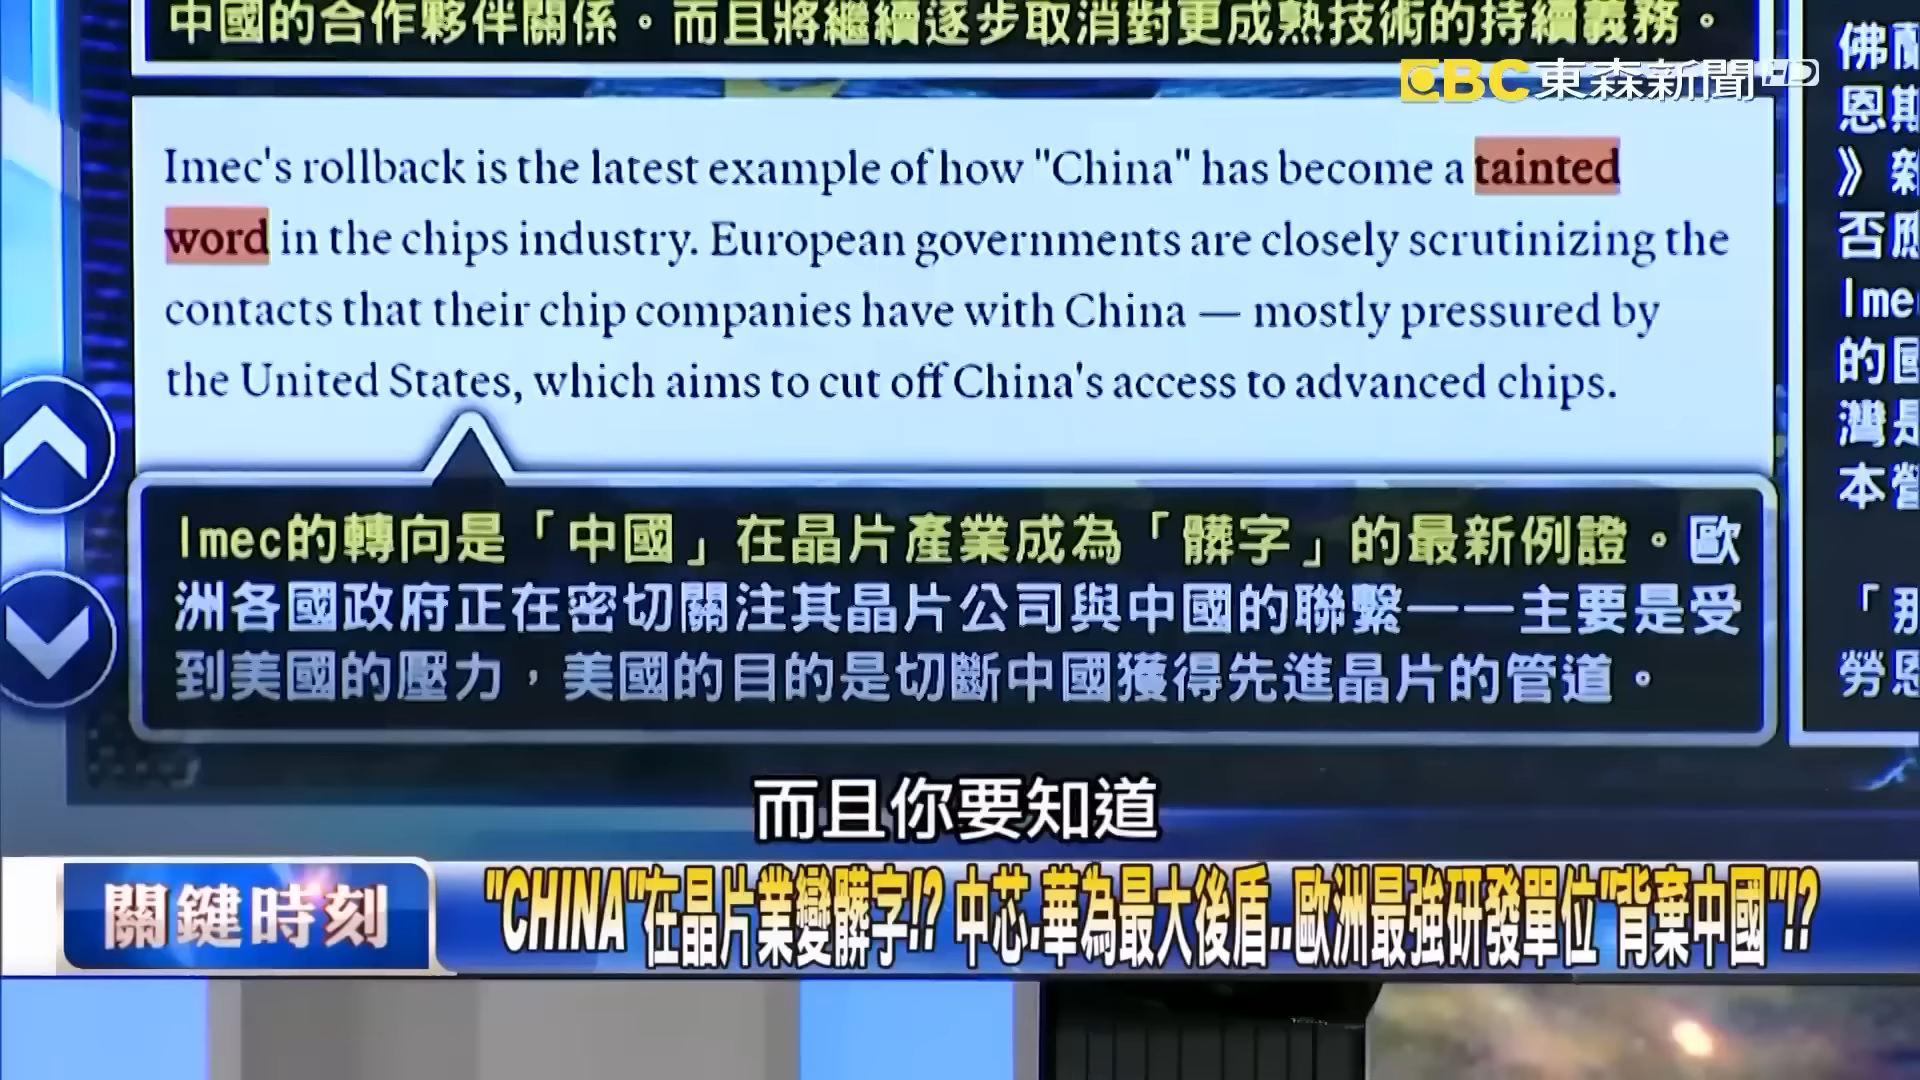 中國的合作夥伴關係。而且將繼續逐步取消對更成熟技術的持續義務。
EBC 東森新聞 HD
Imec's rollback is the latest example of how "China" has become a tainted
word in the chips industry. European governments are closely scrutinizing the
contacts that their chip companies have with China — mostly pressured by
the United States, which aims to cut off China's access to advanced chips.
Imec的轉向是「中國」在晶片產業成為「髒字」的最新例證。歐
洲各國政府正在密切關注其晶片公司與中國的聯繫——主要是受
到美國的壓力，美國的目的是切斷中國獲得先進晶片的管道。
佛
恩
》
否
Ime
的
灣
本
「
勞
而且你要知道
關鍵時刻
"CHINA"在晶片業變髒字!? 中芯.華為最大後盾..歐洲最強研發單位"背棄中國"!?